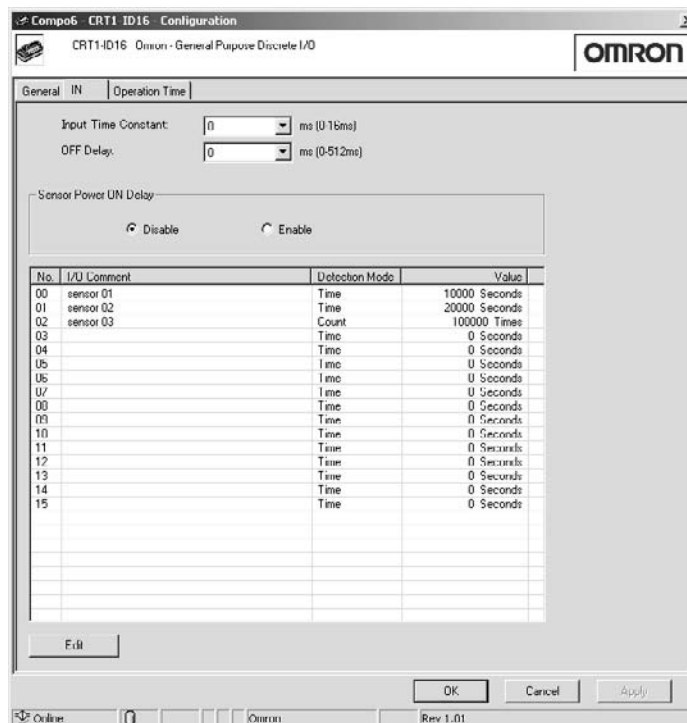 Compo6 - CRT1-ID16 - Configuration
CRT1-ID16 Omron - General Purpose Discrete I/O
OMRON
General IN Operation Time
Input Time Constant: 0 ms (0-16ms)
OFF Delay: 0 ms (0-512ms)
Sensor Power ON Delay
Disable Enable
No. I/O Comment Detection Mode Value
00 sensor 01 Time 10000 Seconds
01 sensor 02 Time 20000 Seconds
02 sensor 03 Count 100000 Times
03 Time 0 Seconds
04 Time 0 Seconds
05 Time 0 Seconds
06 Time 0 Seconds
07 Time 0 Seconds
08 Time 0 Seconds
09 Time 0 Seconds
10 Time 0 Seconds
11 Time 0 Seconds
12 Time 0 Seconds
13 Time 0 Seconds
14 Time 0 Seconds
15 Time 0 Seconds
Edit
OK Cancel Apply
Online Omron Rev 1.01